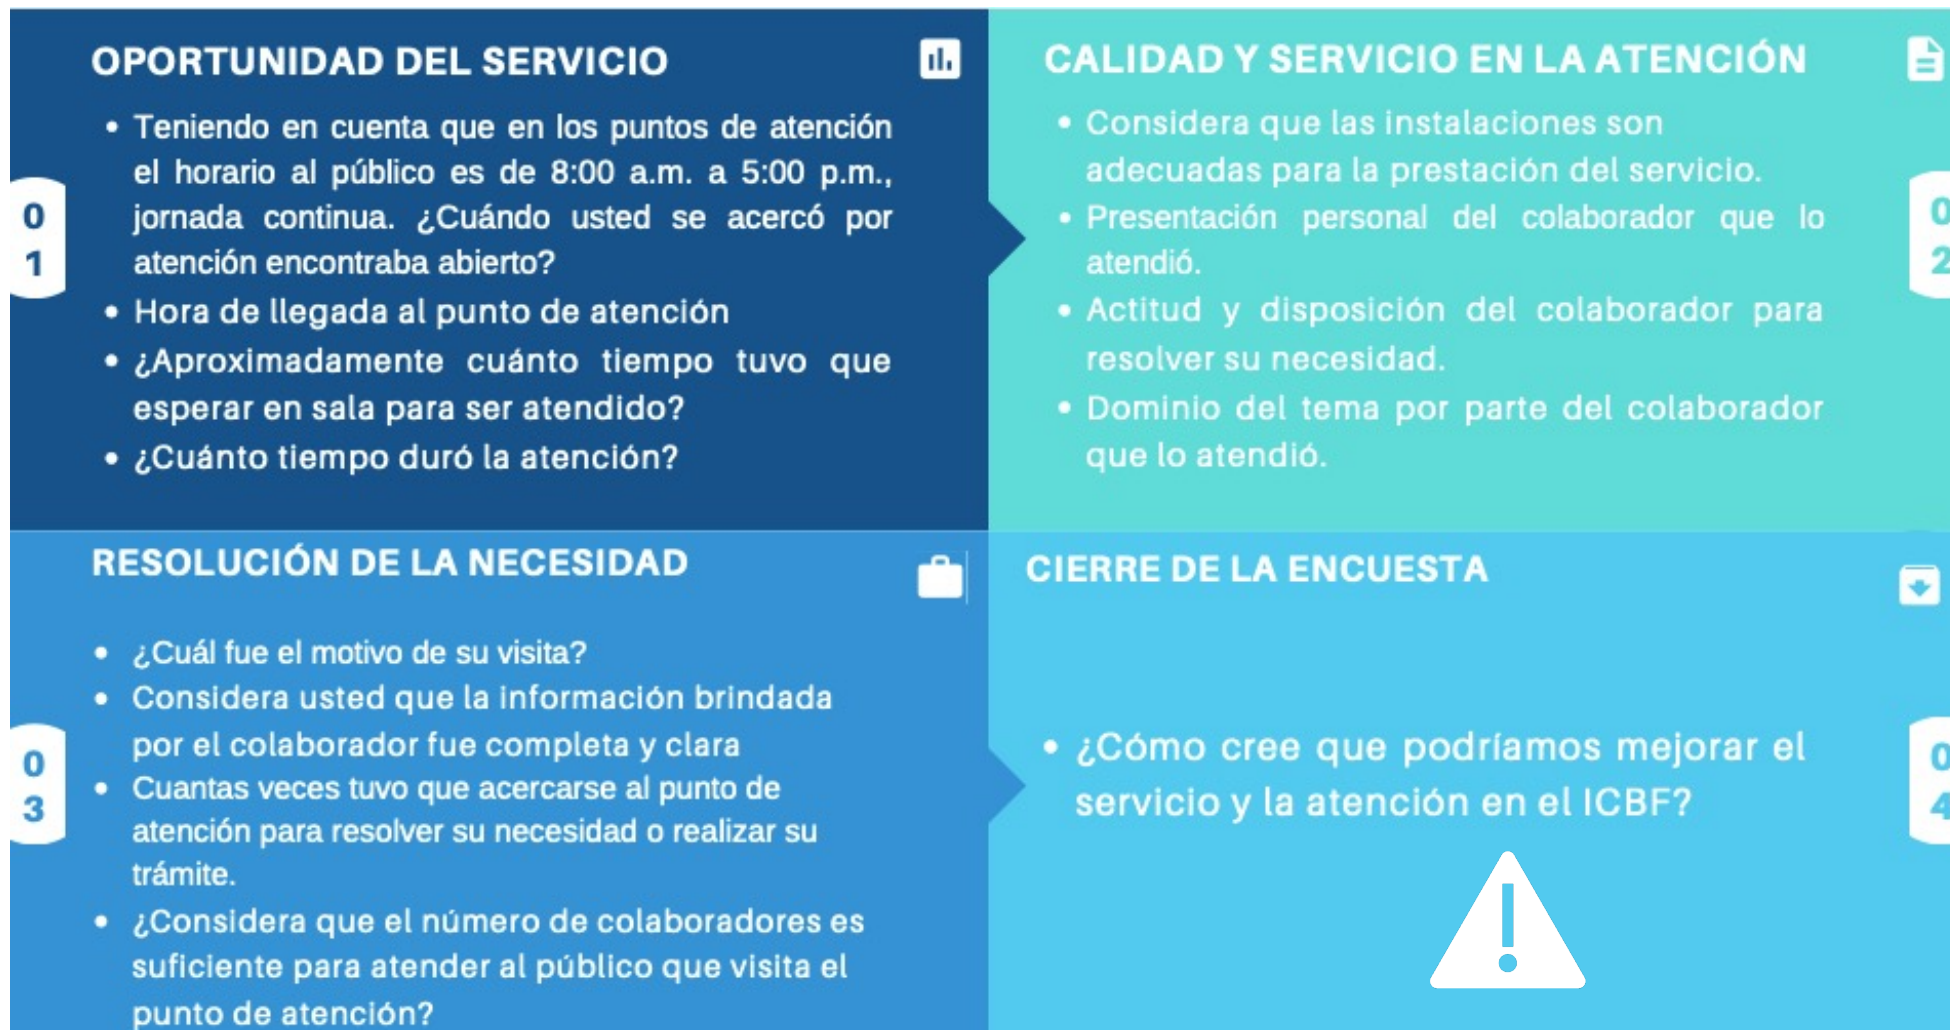 OPORTUNIDAD DEL SERVICIO
• Teniendo en cuenta que en los puntos de atención
el horario al público es de 8:00 a.m. a 5:00 p.m.,
jornada continua. ¿Cuándo usted se acercó por
atención encontraba abierto?
• Hora de llegada al punto de atención
• ¿Aproximadamente cuánto tiempo tuvo que
esperar en sala para ser atendido?
• ¿Cuánto tiempo duró la atención?
0
1
CALIDAD Y SERVICIO EN LA ATENCIÓN
• Considera que las instalaciones son
adecuadas para la prestación del servicio.
• Presentación personal del colaborador que lo
atendió.
• Actitud y disposición del colaborador para
resolver su necesidad.
• Dominio del tema por parte del colaborador
que lo atendió.
0
2
RESOLUCIÓN DE LA NECESIDAD
• ¿Cuál fue el motivo de su visita?
• Considera usted que la información brindada
por el colaborador fue completa y clara
• Cuantas veces tuvo que acercarse al punto de
atención para resolver su necesidad o realizar su
trámite.
• ¿Considera que el número de colaboradores es
suficiente para atender al público que visita el
punto de atención?
0
3
CIERRE DE LA ENCUESTA
• ¿Cómo cree que podríamos mejorar el
servicio y la atención en el ICBF?
0
4